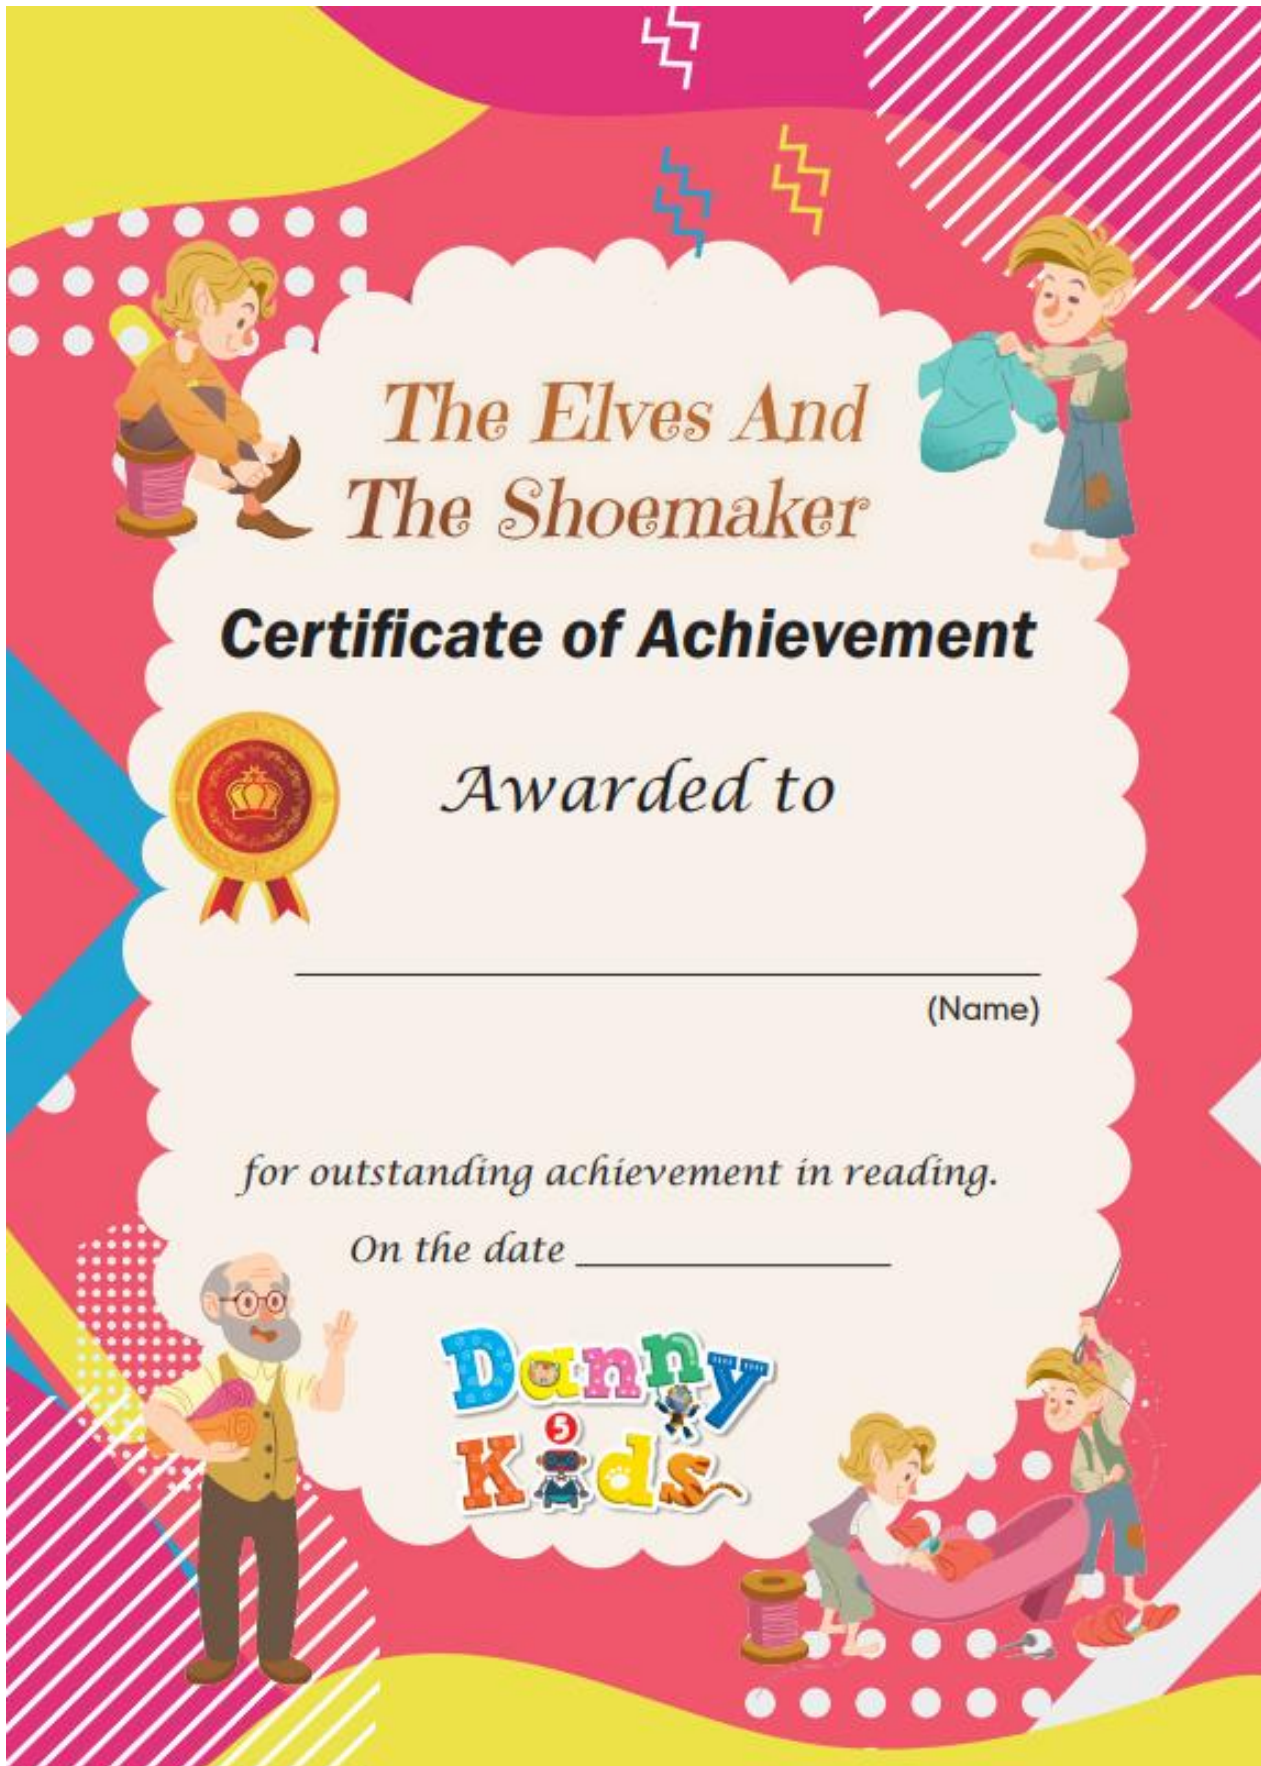 The Elves And
The Shoemaker
Certificate of Achievement
Awarded to
(Name)
for outstanding achievement in reading.
On the date
Danny
5
Kids